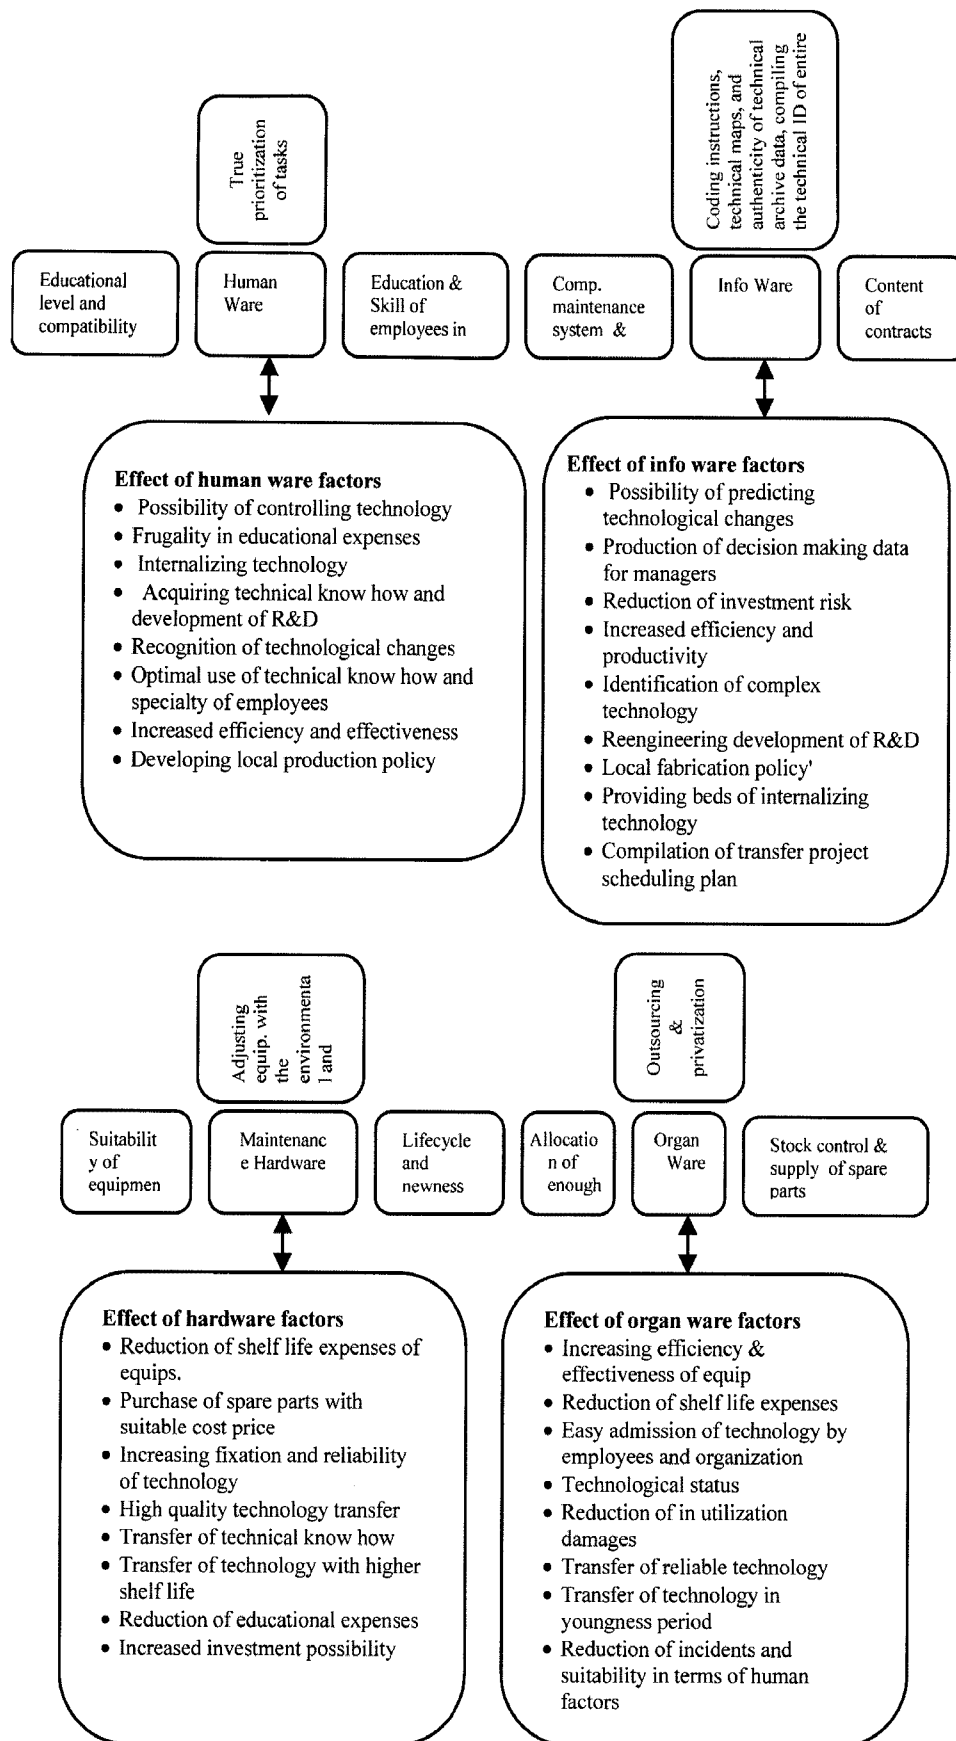 True
prioritization
of tasks
Coding instructions,
technical maps, and
authenticity of technical
archive data, compiling
the technical ID of entire
Educational
level and
compatibility
Human
Ware
Education &
Skill of
employees in
Comp.
maintenance
system &
Info Ware
Content
of
contracts
Effect of human ware factors
• Possibility of controlling technology
• Frugality in educational expenses
• Internalizing technology
• Acquiring technical know how and
development of R&D
• Recognition of technological changes
• Optimal use of technical know how and
specialty of employees
• Increased efficiency and effectiveness
• Developing local production policy
Effect of info ware factors
• Possibility of predicting
technological changes
• Production of decision making data
for managers
• Reduction of investment risk
• Increased efficiency and
productivity
• Identification of complex
technology
• Reengineering development of R&D
• Local fabrication policy'
• Providing beds of internalizing
technology
• Compilation of transfer project
scheduling plan
Adjusting
equip. with
the
environmenta
l and
Outsourcing
&
privatization
Suitabilit
y of
equipmen
Maintenanc
e Hardware
Lifecycle
and
newness
Allocatio
n of
enough
Organ
Ware
Stock control &
supply of spare
parts
Effect of hardware factors
• Reduction of shelf life expenses of
equips.
• Purchase of spare parts with
suitable cost price
• Increasing fixation and reliability
of technology
• High quality technology transfer
• Transfer of technical know how
• Transfer of technology with higher
shelf life
• Reduction of educational expenses
• Increased investment possibility
Effect of organ ware factors
• Increasing efficiency &
effectiveness of equip
• Reduction of shelf life expenses
• Easy admission of technology by
employees and organization
• Technological status
• Reduction of in utilization
damages
• Transfer of reliable technology
• Transfer of technology in
youngness period
• Reduction of incidents and
suitability in terms of human
factors